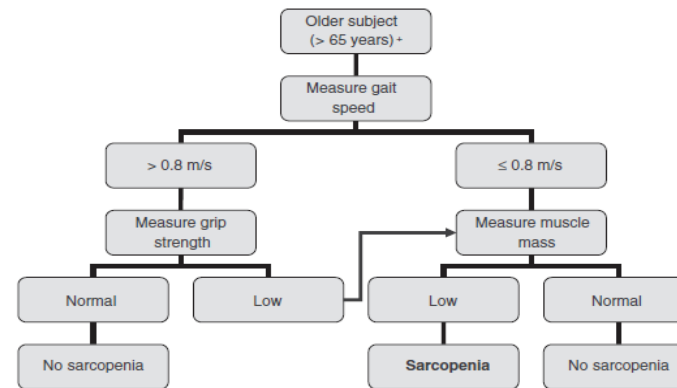 Older subject
(> 65 years)+
Measure gait
speed
> 0.8 m/s
≤ 0.8 m/s
Measure grip
strength
Measure muscle
mass
Normal
Low
Low
Normal
No sarcopenia
Sarcopenia
No sarcopenia